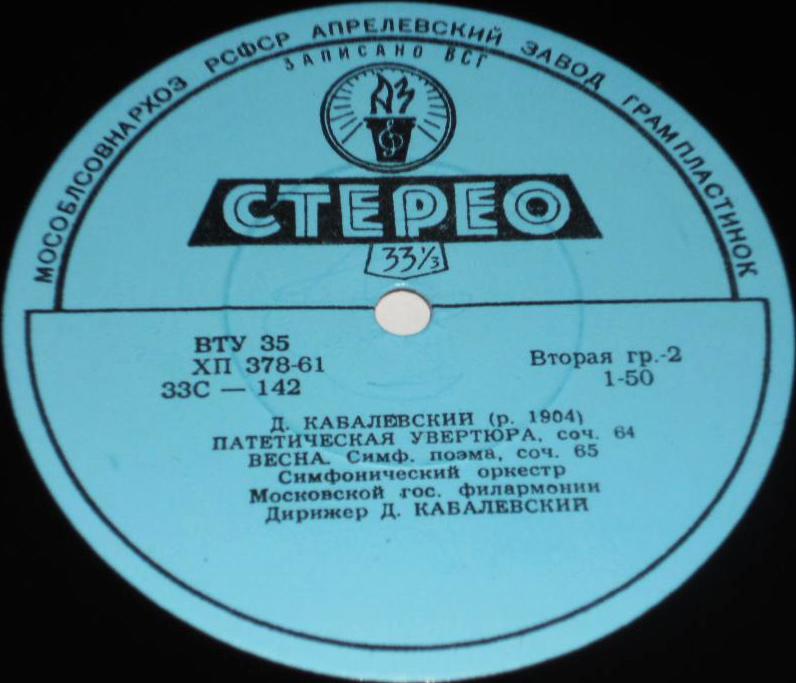 МОСОБЛСОВНАРХОЗ РСФСР АПРЕЛЕВСКИЙ ЗАВОД ГРАМПЛАСТИНОК
ЗАПИСАНО ВСГ
АЗ
СТЕРЕО
33⅓
ВТУ 35
ХП 378-61
33С — 142
Вторая гр.-2
1-50
Д. КАБАЛЕВСКИЙ (р. 1904)
ПАТЕТИЧЕСКАЯ УВЕРТЮРА, соч. 64
ВЕСНА. Симф. поэма, соч. 65
Симфонический оркестр
Московской гос. филармонии
Дирижер Д. КАБАЛЕВСКИЙ